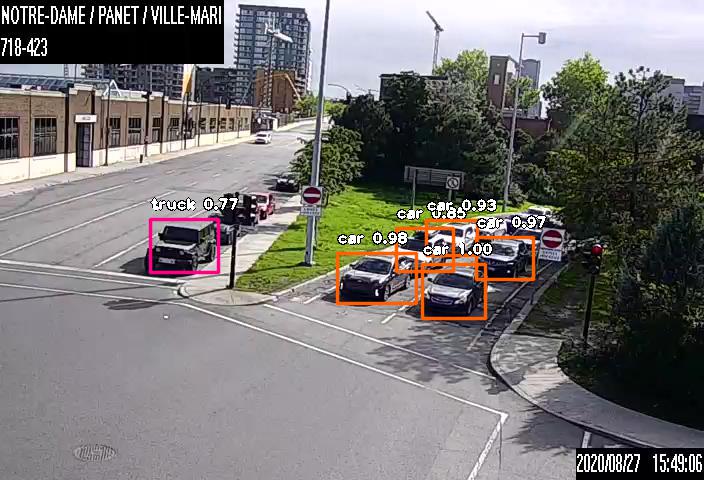 NOTRE-DAME / PANET / VILLE-MARI
718-423
truck 0.77
car 0.93
car 0.85
car 0.97
car 0.98
car 1.00
2020/08/27 15:49:06